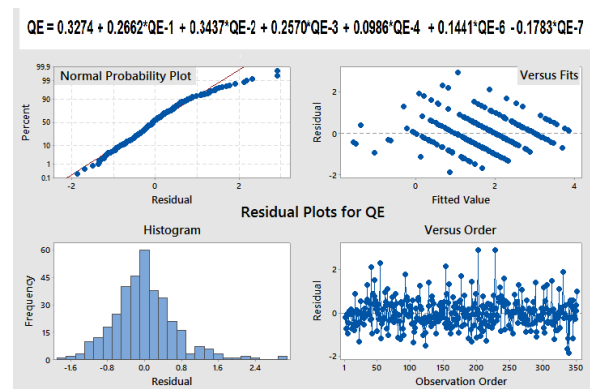 QE = 0.3274 + 0.2662*QE-1 + 0.3437*QE-2 + 0.2570*QE-3 + 0.0986*QE-4 + 0.1441*QE-6 - 0.1783*QE-7
Normal Probability Plot
99.9
99
90
50
10
1
0.1
Percent
-2
0
2
Residual
Versus Fits
2
0
-2
Residual
0
2
4
Fitted Value
Residual Plots for QE
Histogram
60
45
30
15
0
Frequency
-1.6
-0.8
0.0
0.8
1.6
2.4
Residual
Versus Order
2
0
-2
Residual
1
50
100
150
200
250
300
350
Observation Order